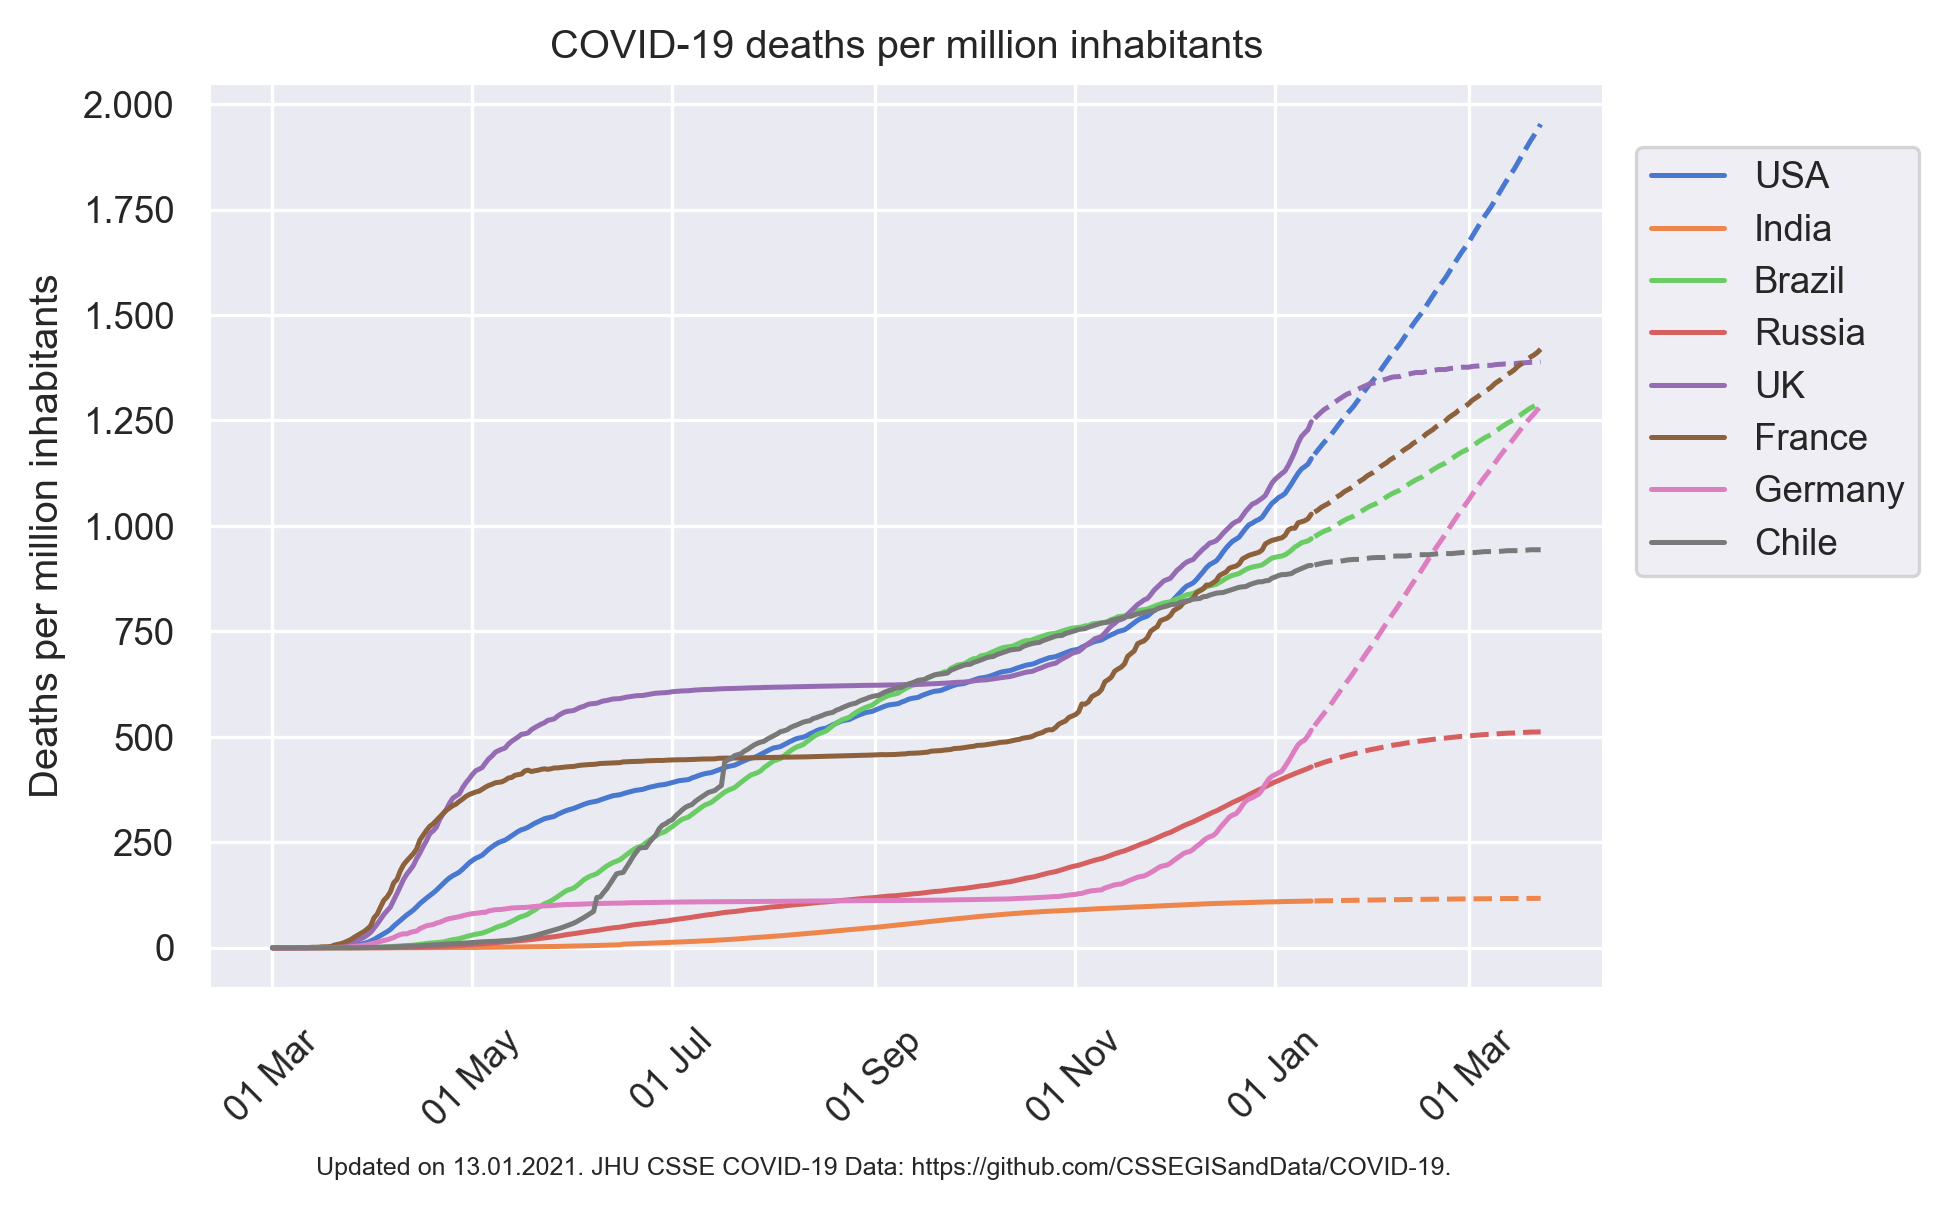 COVID-19 deaths per million inhabitants
Deaths per million inhabitants
2.000
1.750
1.500
1.250
1.000
750
500
250
0
01 Mar
01 May
01 Jul
01 Sep
01 Nov
01 Jan
01 Mar
USA
India
Brazil
Russia
UK
France
Germany
Chile
Updated on 13.01.2021. JHU CSSE COVID-19 Data: https://github.com/CSSEGISandData/COVID-19.